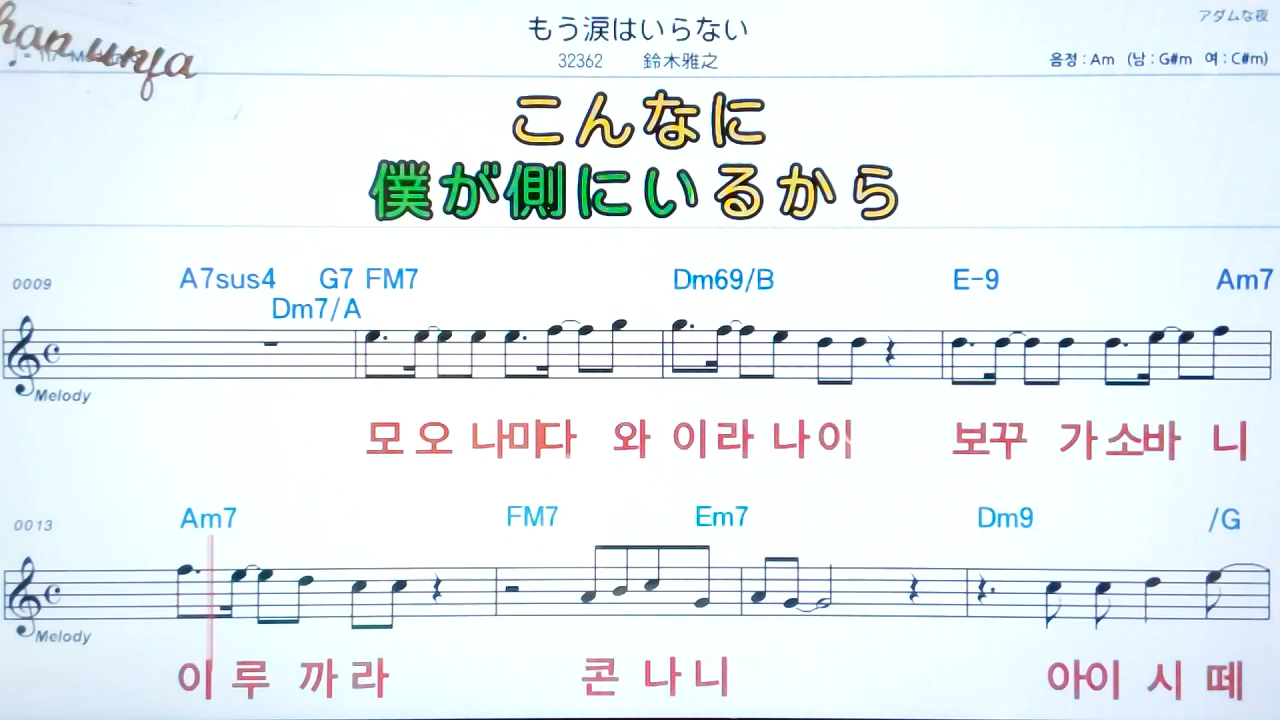 アダムな夜
もう涙はいらない
32362 鈴木雅之
음정 : Am (남 : G#m 여 : C#m)
こんなに
僕が側にいるから
0009 A7sus4 Dm7/A G7 FM7 Dm69/B E-9 Am7
Melody
모 오 나미다 와 이 라 나 이 보꾸 가 소바 니
0013 Am7 FM7 Em7 Dm9 /G
Melody
이 루 까 라 콘 나 니 아이 시 떼